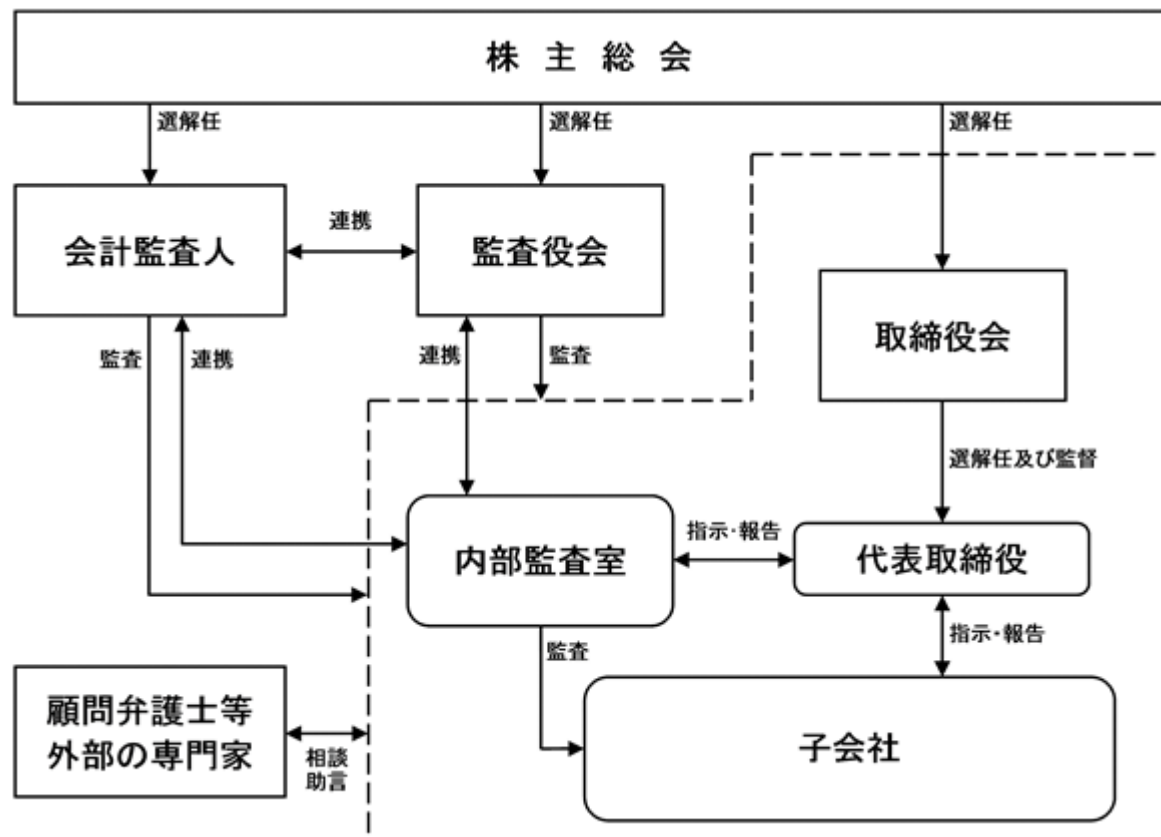 株主総会
選解任
選解任
選解任
会計監査人
連携
監査役会
取締役会
監査
連携
連携
監査
選解任及び監督
内部監査室
指示・報告
代表取締役
監査
指示・報告
顧問弁護士等
外部の専門家
相談
助言
子会社